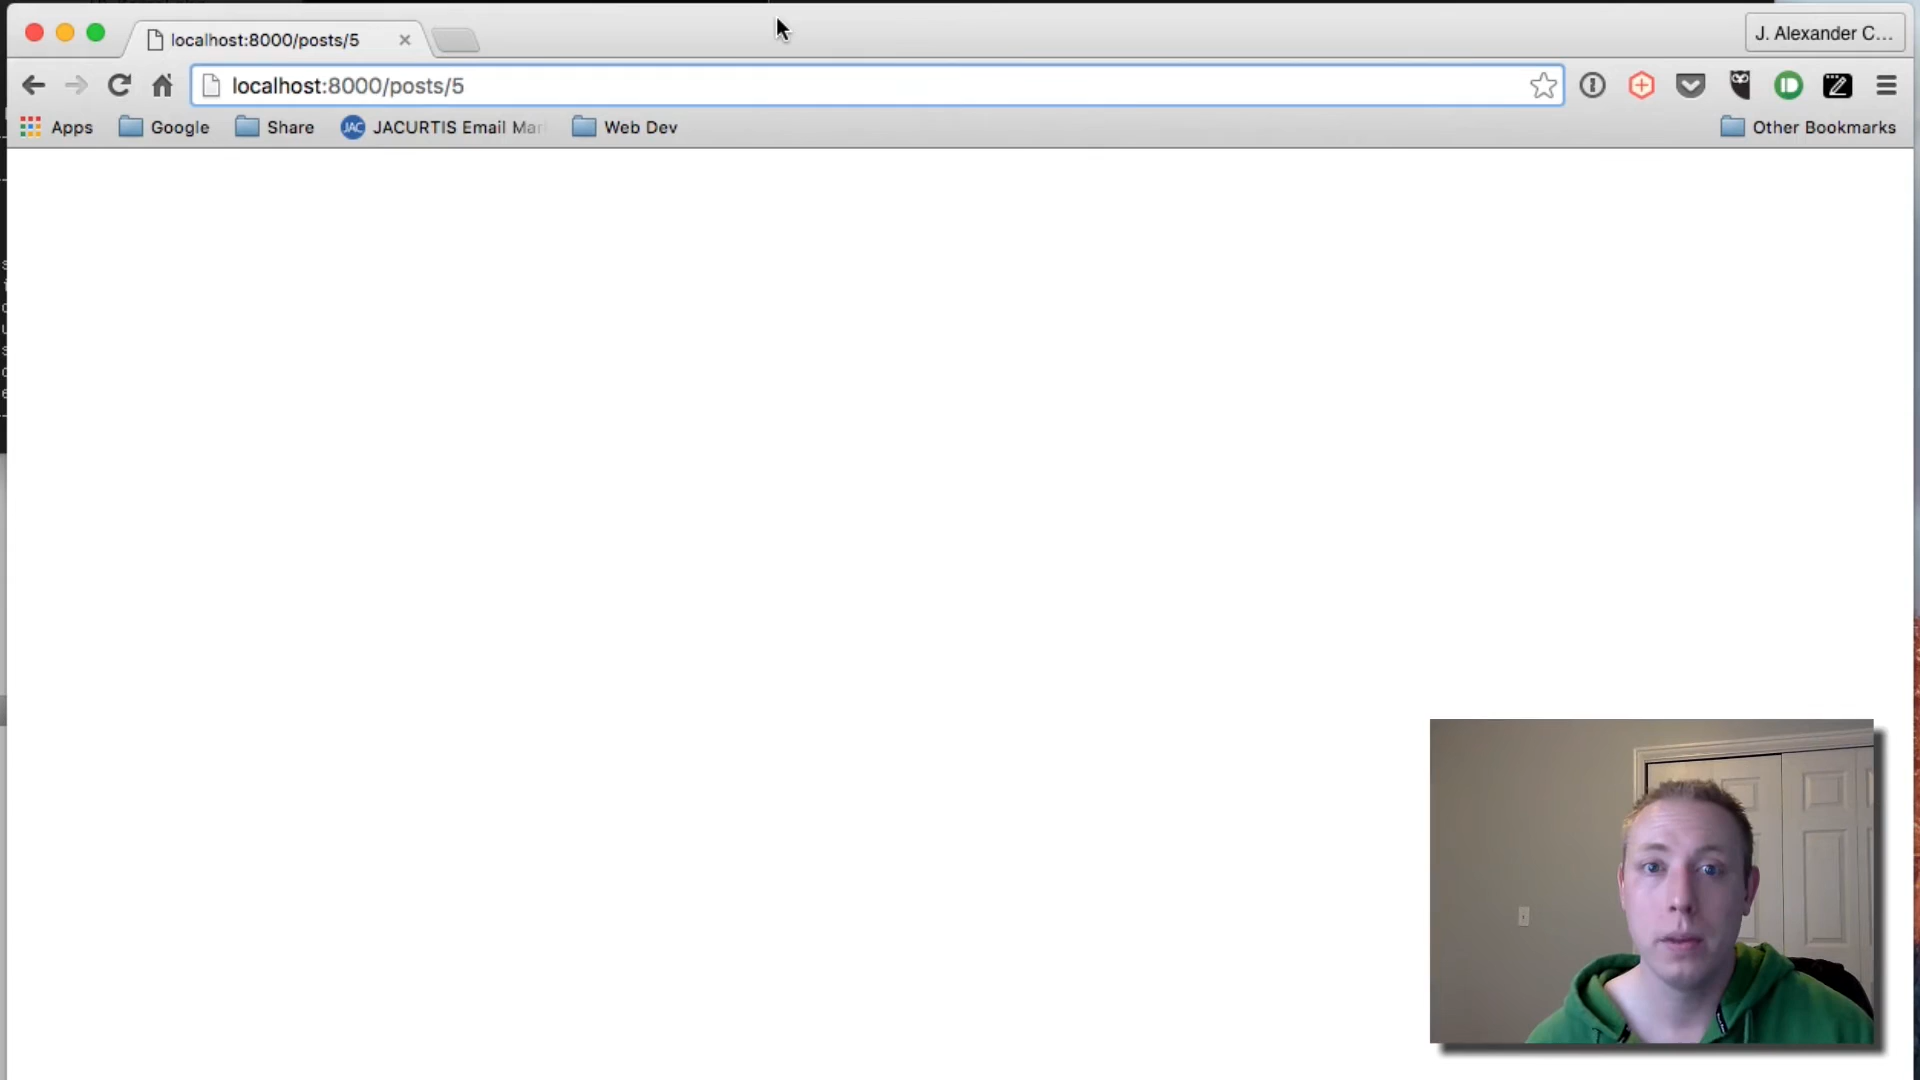 localhost:8000/posts/5
J. Alexander C...
localhost:8000/posts/5
Apps
Google
Share
JAC
JACURTIS Email Mar
Web Dev
Other Bookmarks